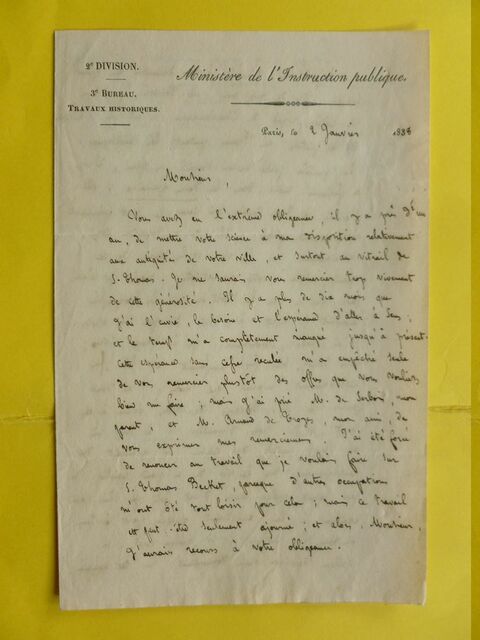 2e DIVISION.
3e BUREAU.
TRAVAUX HISTORIQUES.
Ministère de l'Instruction publique.
Paris, le 2 Janvier 1838
Monsieur,
Vous avez eu l'extrême obligeance, il y a près d'un
an, de mettre votre science à ma disposition relativement
aux antiquités de votre ville, et surtout au vitrail de
S. Thomas. Je ne saurais vous remercier trop vivement
de cette générosité. Il y a plus de dix mois que
j'ai l'envie, le besoin et l'espérance d'aller à Sens;
et le temps m'a complètement manqué jusqu'à présent.
Cette espérance sans cesse reculée m'a empêché seule
de vous remercier plustôt des offres que vous vouliez
bien me faire; mais j'ai prié M. de
parent, et M. Arnaud de Troyes, mon ami, de
vous exprimer mes remerciements. J'ai été forcé
de renoncer au travail que je voulais faire sur
S. Thomas Becket, parceque d'autres occupations
m'ont ôté tout loisir pour cela; mais ce travail
est peut-être seulement ajourné; et alors, Monsieur,
j'aurais recours à votre obligeance.